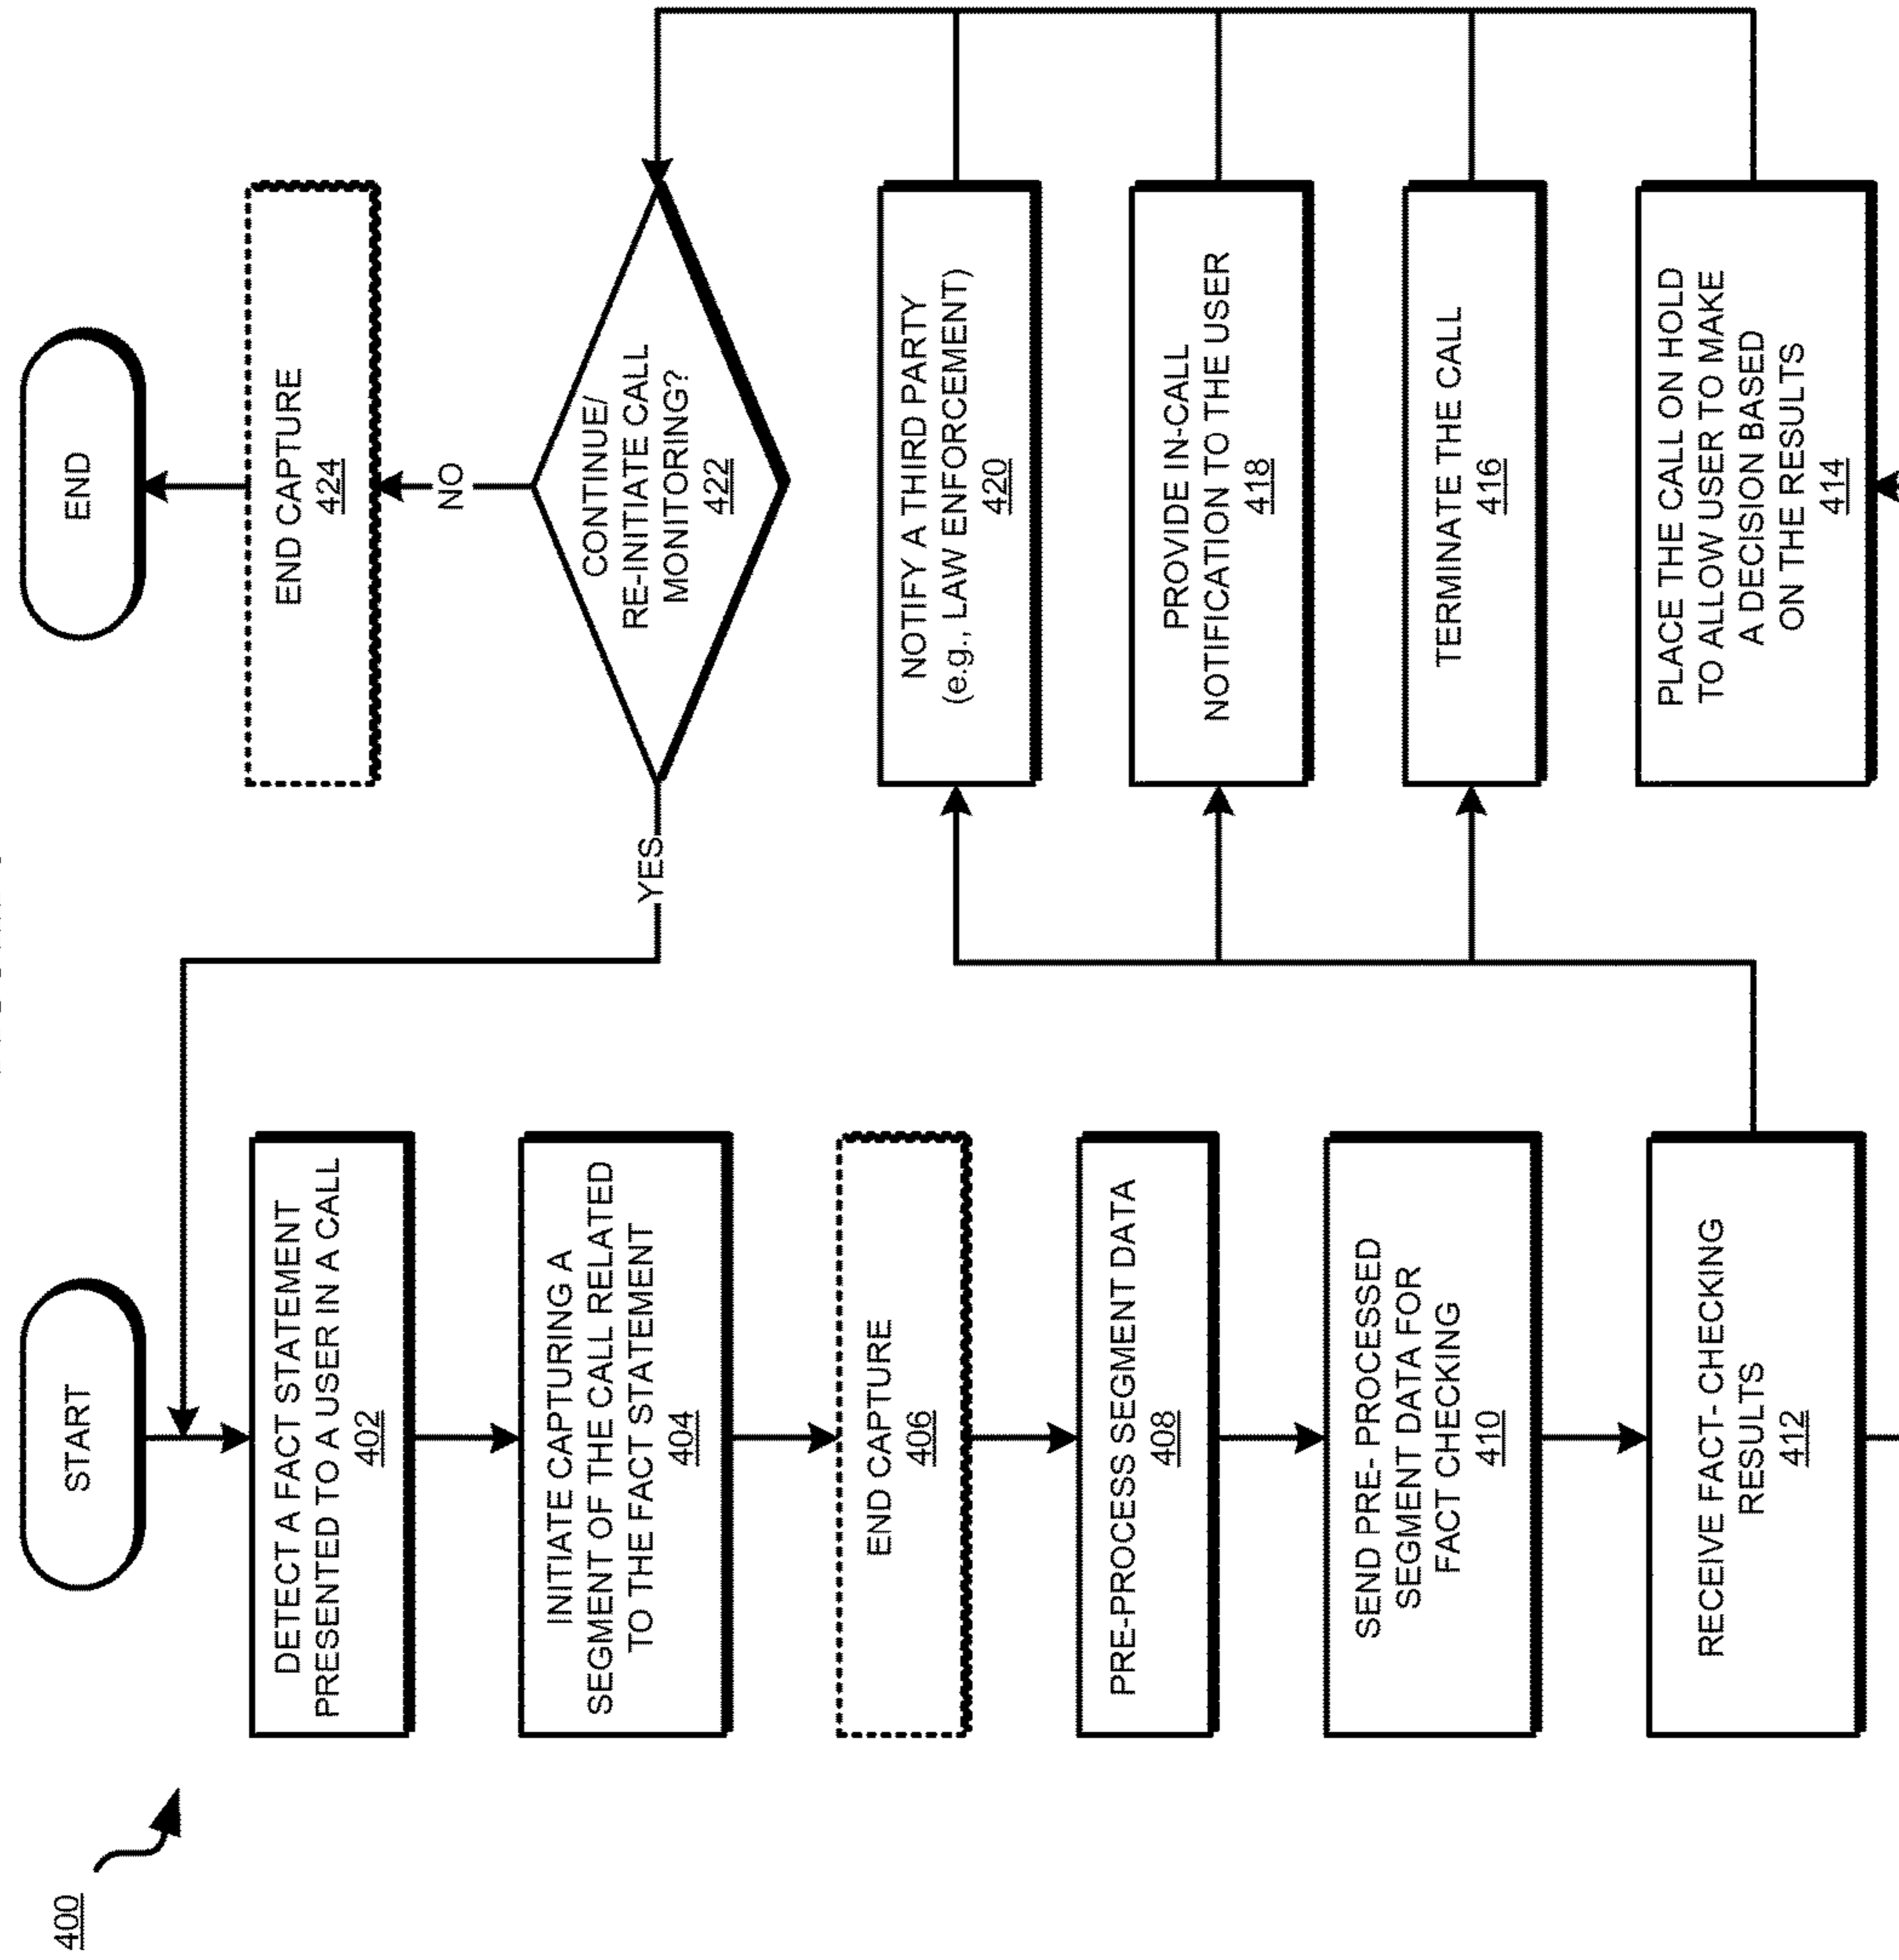 400
START
DETECT A FACT STATEMENT
PRESENTED TO A USER IN A CALL
402
INITIATE CAPTURING A
SEGMENT OF THE CALL RELATED
TO THE FACT STATEMENT
404
END CAPTURE
406
PRE-PROCESS SEGMENT DATA
408
SEND PRE- PROCESSED
SEGMENT DATA FOR
FACT CHECKING
410
RECEIVE FACT- CHECKING
RESULTS
412
END
END CAPTURE
424
NO
CONTINUE/
RE-INITIATE CALL
MONITORING?
422
YES
NOTIFY A THIRD PARTY
(e.g., LAW ENFORCEMENT)
420
PROVIDE IN-CALL
NOTIFICATION TO THE USER
418
TERMINATE THE CALL
416
PLACE THE CALL ON HOLD
TO ALLOW USER TO MAKE
A DECISION BASED
ON THE RESULTS
414